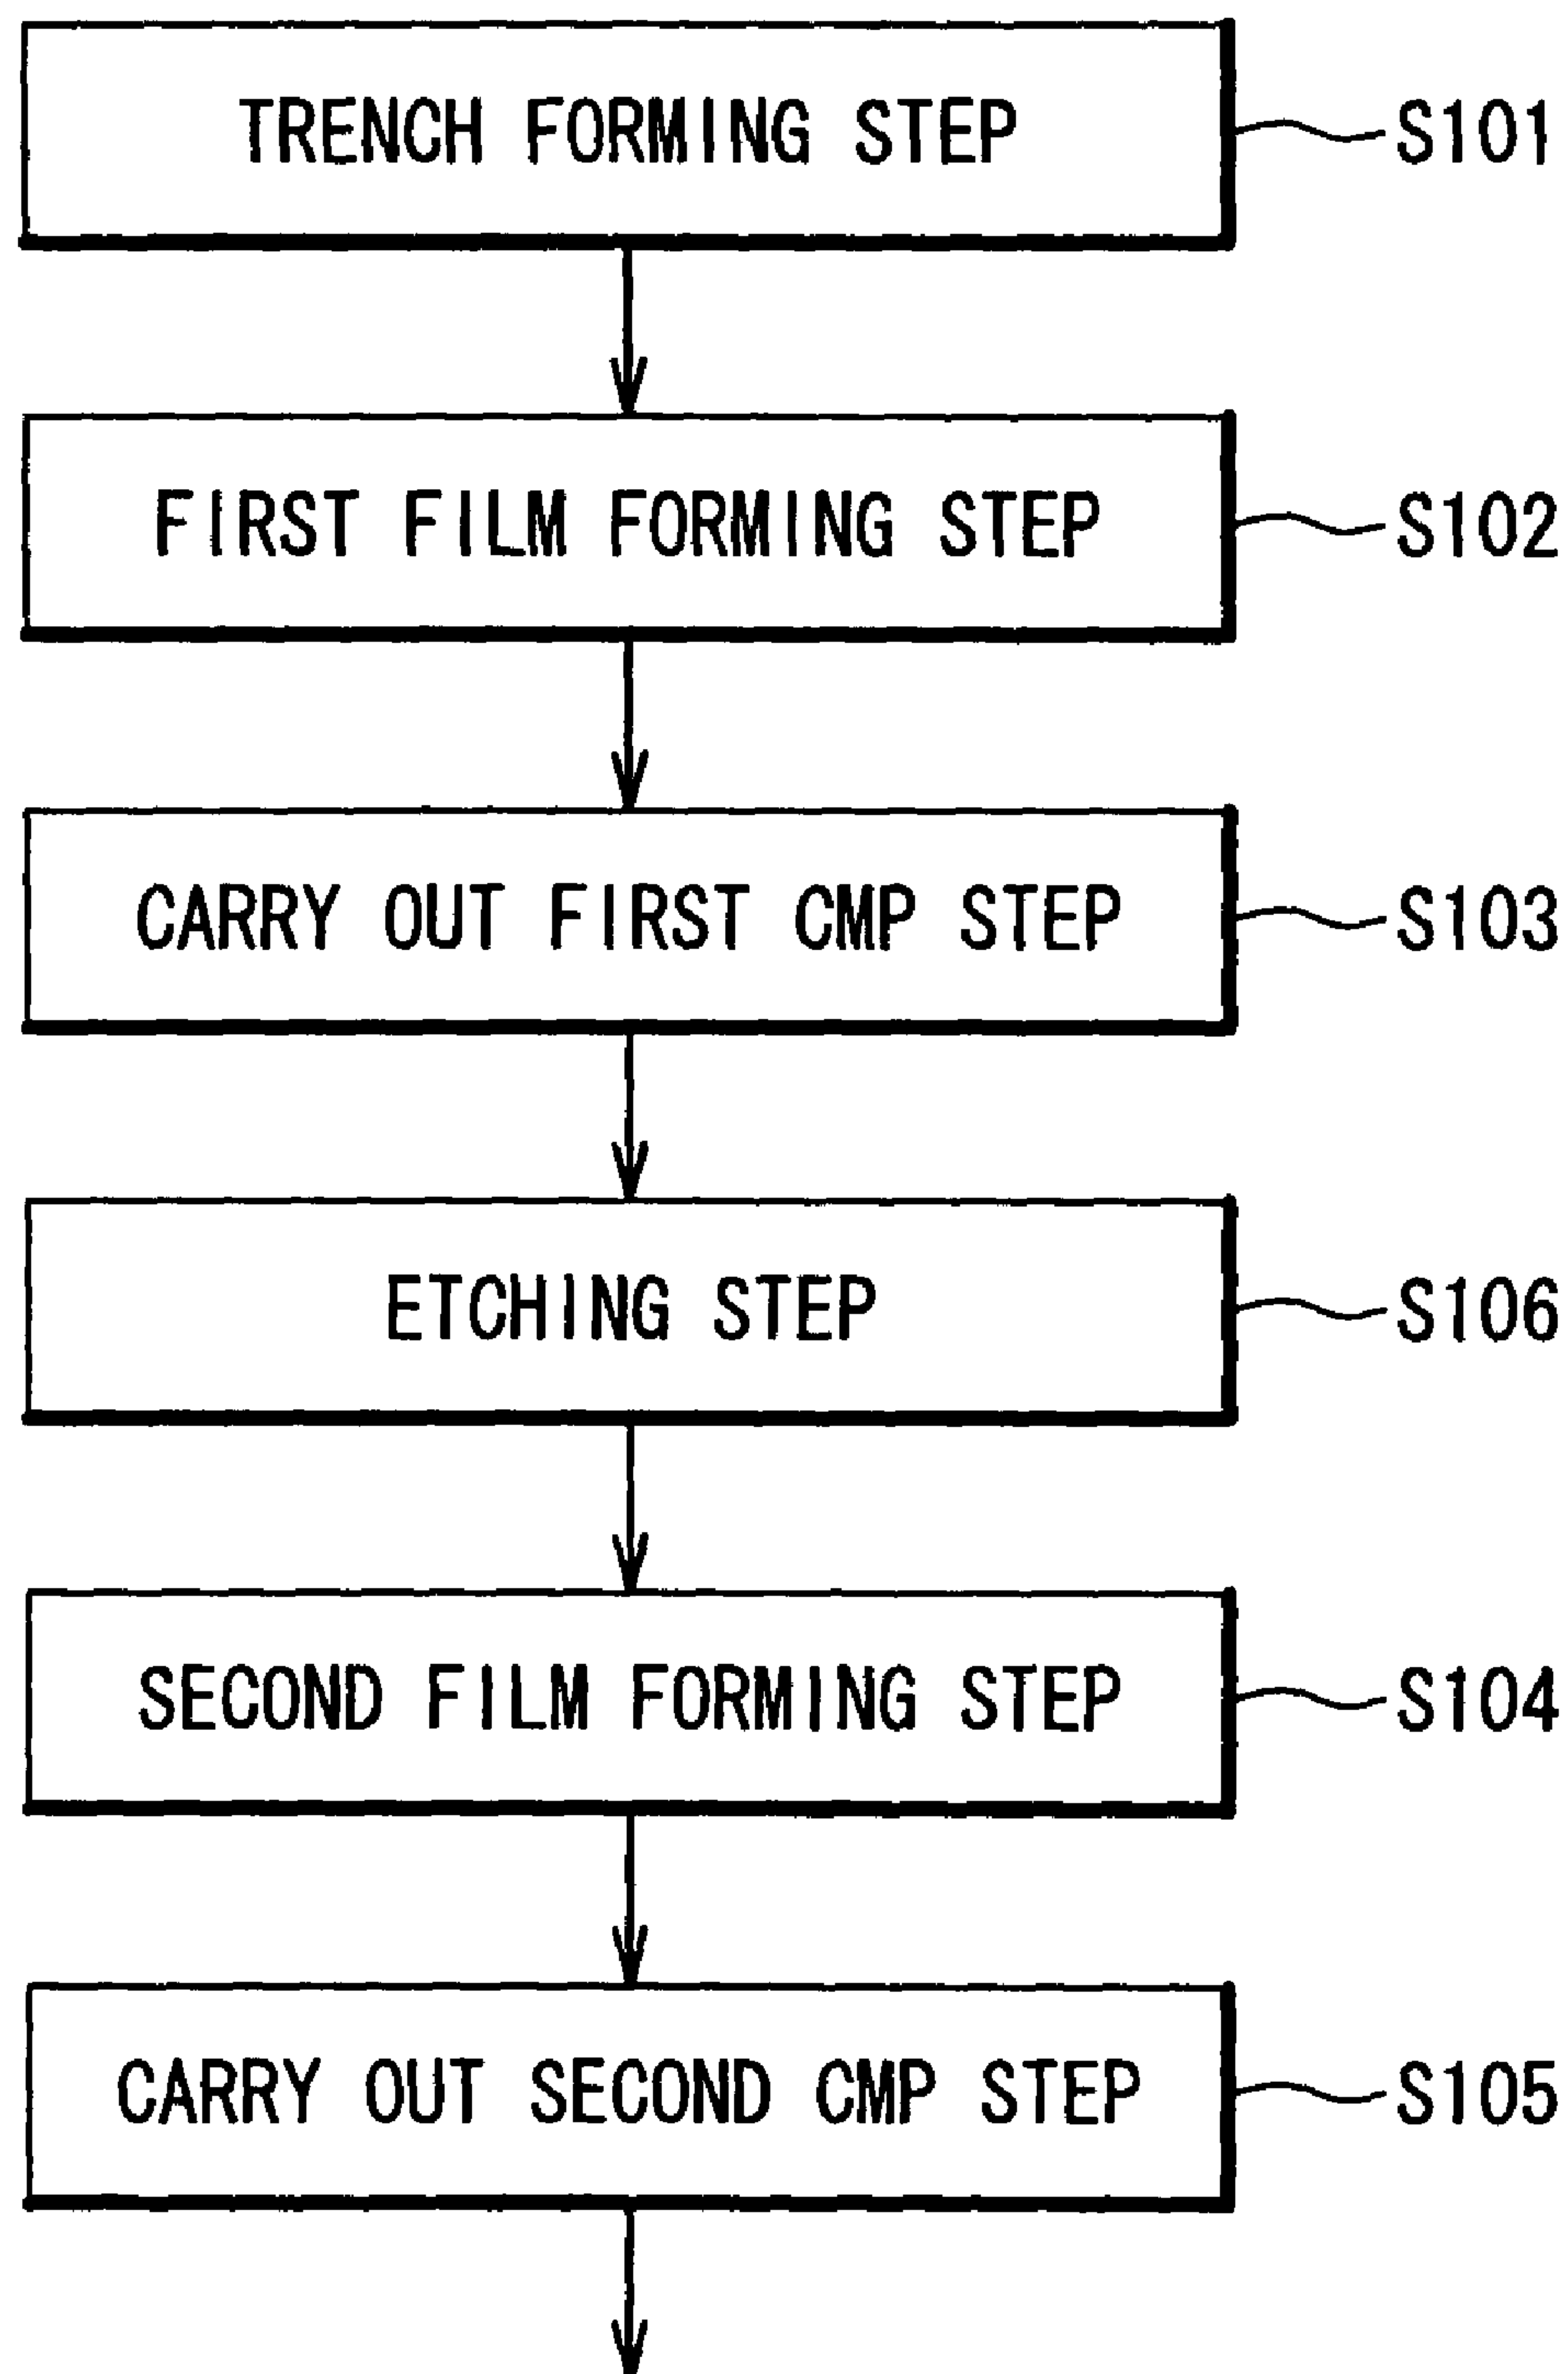 TRENCH FORMING STEP S101
FIRST FILM FORMING STEP S102
CARRY OUT FIRST CMP STEP S103
ETCHING STEP S106
SECOND FILM FORMING STEP S104
CARRY OUT SECOND CMP STEP S105